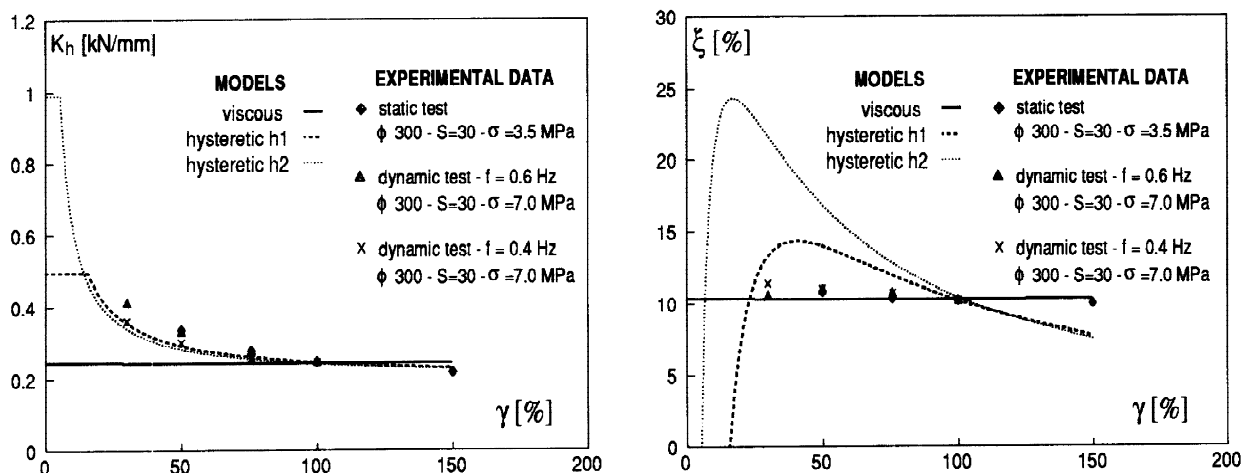 1.2
K_h [kN/mm]
1
0.8
0.6
0.4
0.2
0
0
50
100
150
200
γ [%]
MODELS
viscous
hysteretic h1
hysteretic h2
EXPERIMENTAL DATA
static test
ϕ 300 - S=30 - σ =3.5 MPa
dynamic test - f = 0.6 Hz
ϕ 300 - S=30 - σ =7.0 MPa
dynamic test - f = 0.4 Hz
ϕ 300 - S=30 - σ =7.0 MPa
30
ξ [%]
25
20
15
10
5
0
0
50
100
150
200
γ [%]
MODELS
viscous
hysteretic h1
hysteretic h2
EXPERIMENTAL DATA
static test
ϕ 300 - S=30 - σ =3.5 MPa
dynamic test - f = 0.6 Hz
ϕ 300 - S=30 - σ =7.0 MPa
dynamic test - f = 0.4 Hz
ϕ 300 - S=30 - σ =7.0 MPa